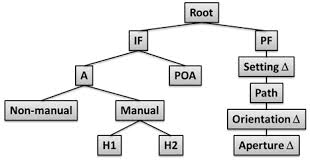 Root
IF PF
A POA Setting Δ
Path
Non-manual Manual Orientation Δ
H1 H2 Aperture Δ